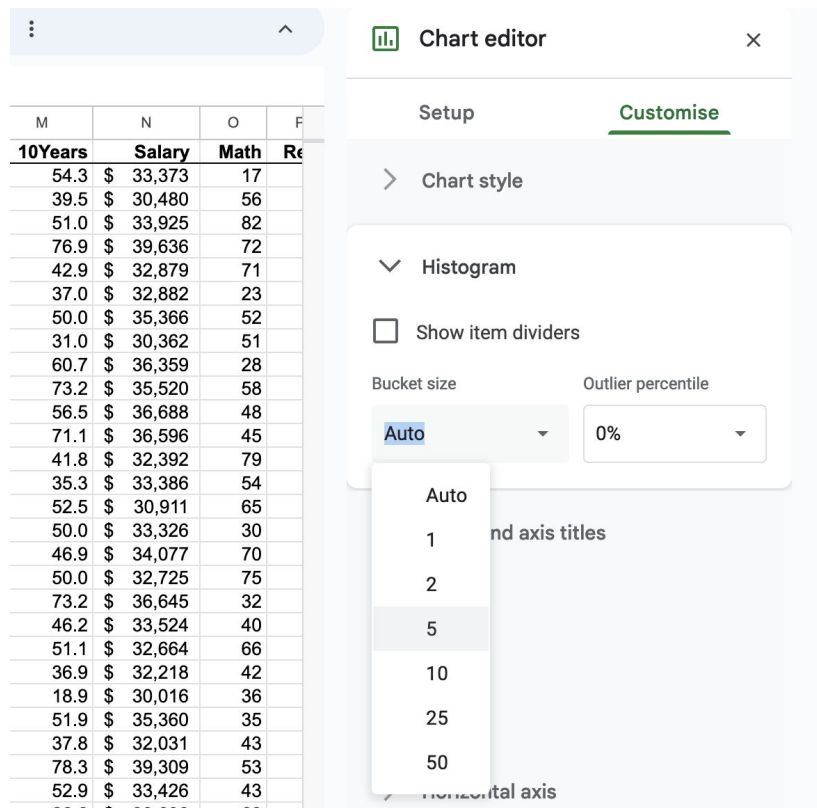 Chart editor
Setup Customise
Chart style
Histogram
Show item dividers
Bucket size Outlier percentile
Auto 0%
Auto
1
2
5
10
25
50
nd axis titles
tal axis
M N O
10Years Salary Math Re
54.3 $ 33,373 17
39.5 $ 30,480 56
51.0 $ 33,925 82
76.9 $ 39,636 72
42.9 $ 32,879 71
37.0 $ 32,882 23
50.0 $ 35,366 52
31.0 $ 30,362 51
60.7 $ 36,359 28
73.2 $ 35,520 58
56.5 $ 36,688 48
71.1 $ 36,596 45
41.8 $ 32,392 79
35.3 $ 33,386 54
52.5 $ 30,911 65
50.0 $ 33,326 30
46.9 $ 34,077 70
50.0 $ 32,725 75
73.2 $ 36,645 32
46.2 $ 33,524 40
51.1 $ 32,664 66
36.9 $ 32,218 42
18.9 $ 30,016 36
51.9 $ 35,360 35
37.8 $ 32,031 43
78.3 $ 39,309 53
52.9 $ 33,426 43